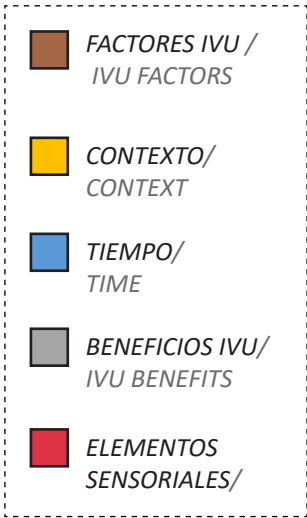 FACTORES IVU /
IVU FACTORS
CONTEXTO/
CONTEXT
TIEMPO/
TIME
BENEFICIOS IVU/
IVU BENEFITS
ELEMENTOS
SENSORIALES/